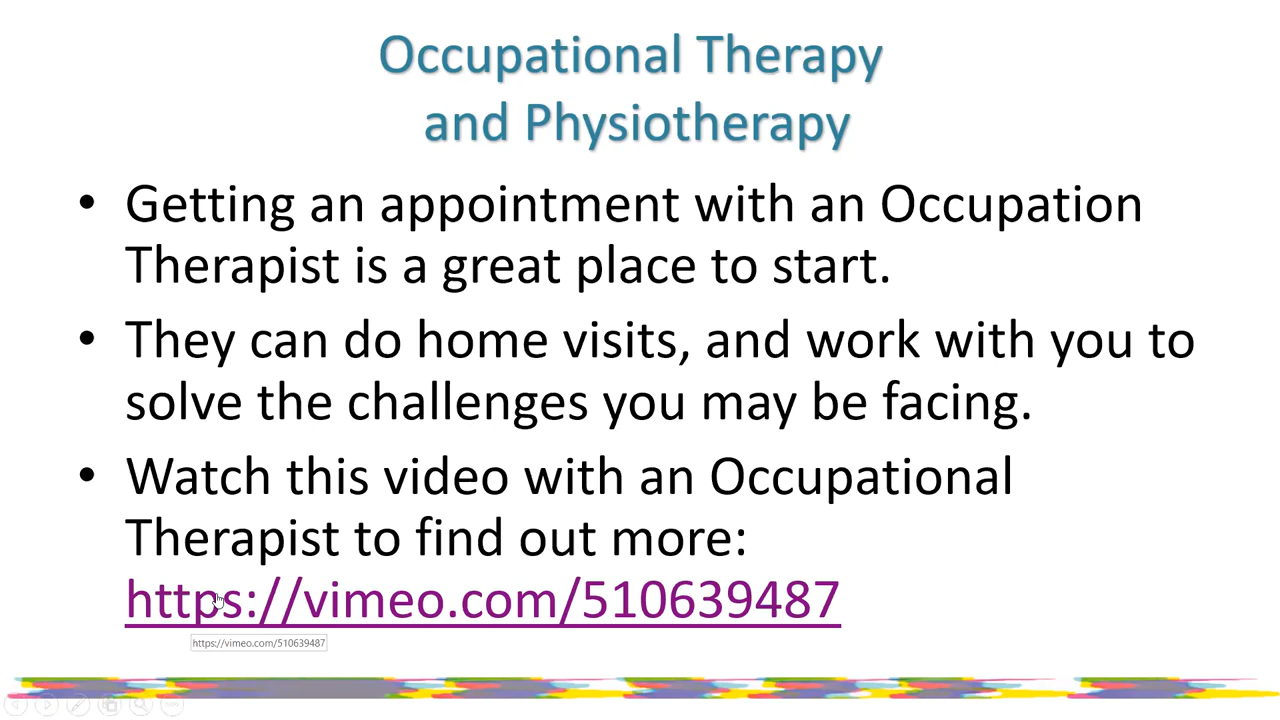 Occupational Therapy
and Physiotherapy
• Getting an appointment with an Occupation
Therapist is a great place to start.
• They can do home visits, and work with you to
solve the challenges you may be facing.
• Watch this video with an Occupational
Therapist to find out more:
https://vimeo.com/510639487
https://vimeo.com/510639487